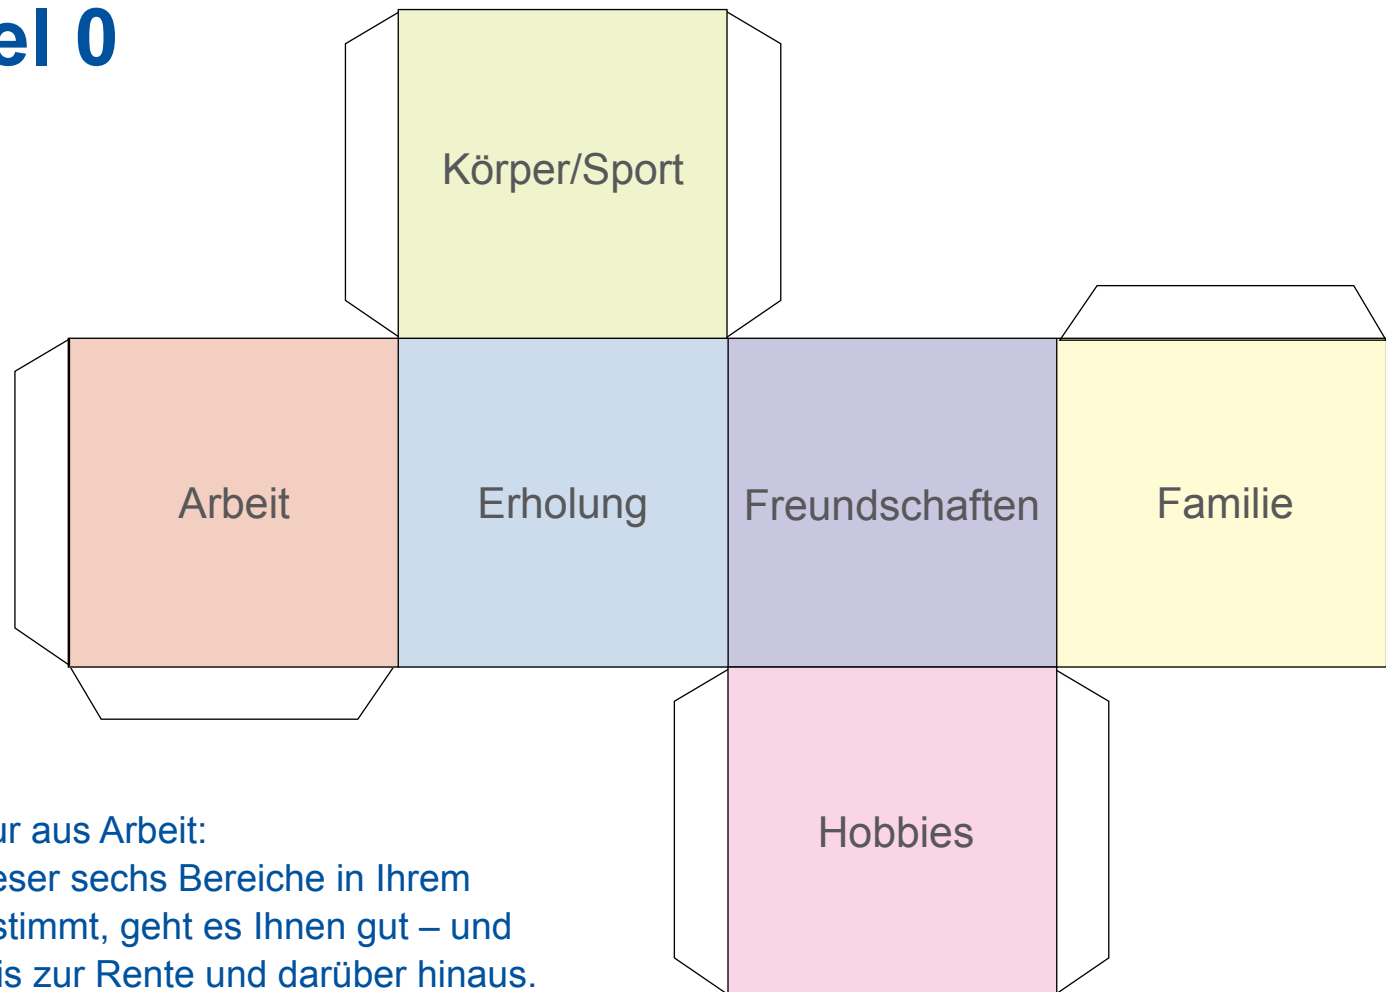 el 0
Körper/Sport
Arbeit
Erholung
Freundschaften
Familie
Hobbies
ur aus Arbeit:
eser sechs Bereiche in Ihrem
stimmt, geht es Ihnen gut – und
is zur Rente und darüber hinaus.